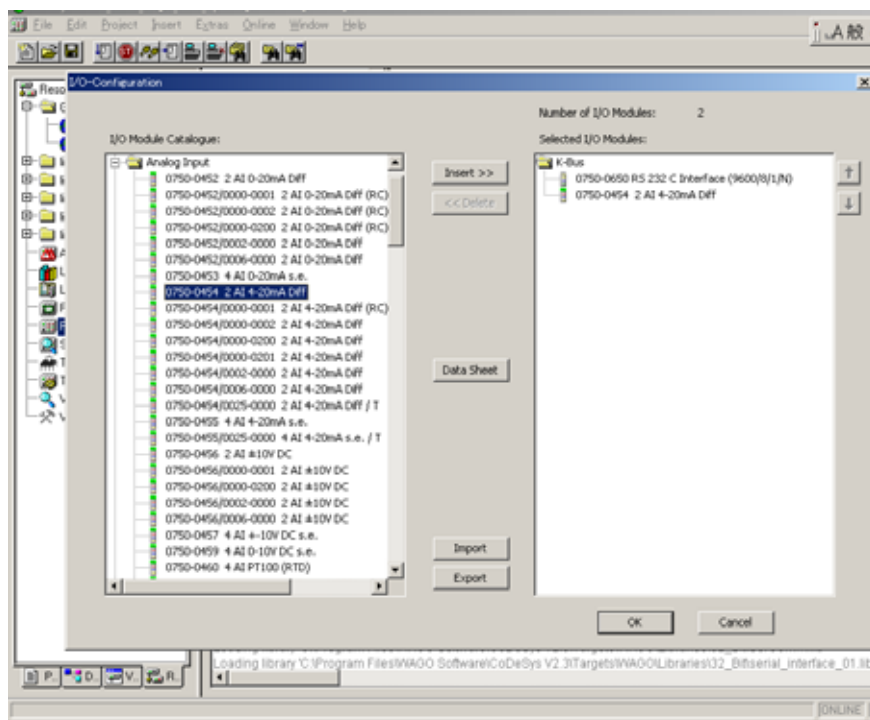 File Edit Project Insert Extras Online Window Help
A 般
I/O-Configuration
Reso
Number of I/O Modules: 2
I/O Module Catalogue:
Selected I/O Modules:
Analog Input
0750-0452 2 AI 0-20mA Diff
0750-0452/0000-0001 2 AI 0-20mA Diff (RC)
0750-0452/0000-0002 2 AI 0-20mA Diff (RC)
0750-0452/0000-0200 2 AI 0-20mA Diff (RC)
0750-0452/0002-0000 2 AI 0-20mA Diff
0750-0452/0006-0000 2 AI 0-20mA Diff
0750-0453 4 AI 0-20mA s.e.
0750-0454 2 AI 4-20mA Diff
0750-0454/0000-0001 2 AI 4-20mA Diff (RC)
0750-0454/0000-0002 2 AI 4-20mA Diff
0750-0454/0000-0200 2 AI 4-20mA Diff
0750-0454/0000-0201 2 AI 4-20mA Diff
0750-0454/0002-0000 2 AI 4-20mA Diff
0750-0454/0006-0000 2 AI 4-20mA Diff
0750-0454/0025-0000 2 AI 4-20mA Diff / T
0750-0455 4 AI 4-20mA s.e.
0750-0455/0025-0000 4 AI 4-20mA s.e. / T
0750-0456 2 AI ±10V DC
0750-0456/0000-0001 2 AI ±10V DC
0750-0456/0000-0200 2 AI ±10V DC
0750-0456/0002-0000 2 AI ±10V DC
0750-0456/0006-0000 2 AI ±10V DC
0750-0457 4 AI +-10V DC s.e.
0750-0459 4 AI 0-10V DC s.e.
0750-0460 4 AI PT100 (RTD)
Insert >>
<< Delete
Data Sheet
Import
Export
K-Bus
0750-0650 RS 232 C Interface (9600/8/1/N)
0750-0454 2 AI 4-20mA Diff
OK Cancel
Loading library 'C:\Program Files\WAGO Software\CoDeSys V2.3\Targets\WAGO\Libraries\32_Bit\serial_interface_01.lib
P.. D.. V.. R..
ONLINE